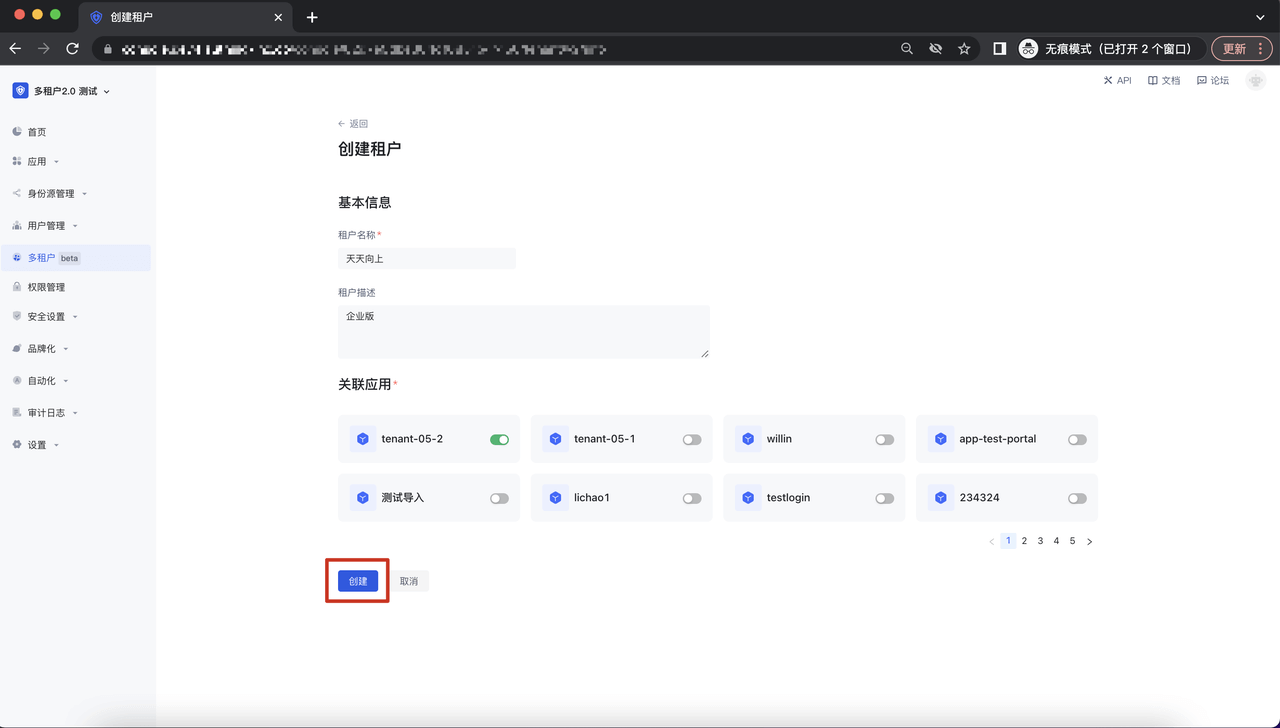 创建租户
无痕模式（已打开 2 个窗口）
更新
多租户2.0 测试
API
文档
论坛
首页
应用
身份源管理
用户管理
多租户 beta
权限管理
安全设置
品牌化
自动化
审计日志
设置
← 返回
创建租户
基本信息
租户名称*
天天向上
租户描述
企业版
关联应用*
tenant-05-2
tenant-05-1
willin
app-test-portal
测试导入
lichao1
testlogin
234324
< 1 2 3 4 5 >
创建
取消